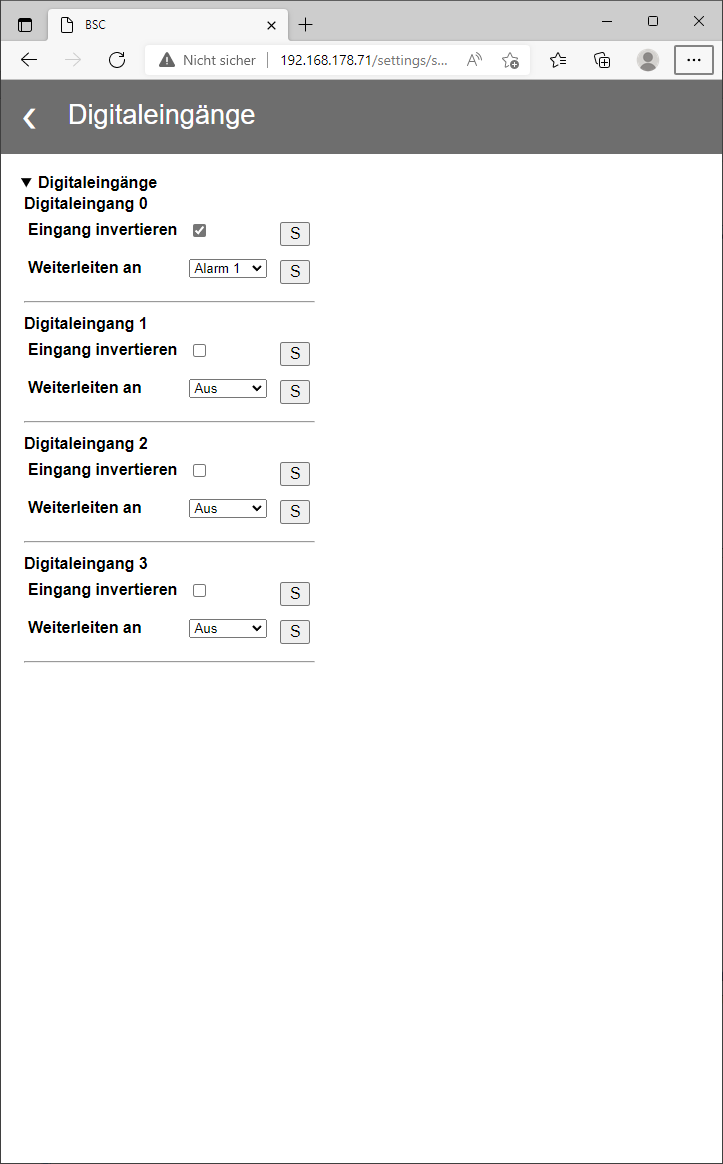 BSC
Nicht sicher 192.168.178.71/settings/s...
Digitaleingänge
Digitaleingänge
Digitaleingang 0
Eingang invertieren S
Weiterleiten an Alarm 1 S
Digitaleingang 1
Eingang invertieren S
Weiterleiten an Aus S
Digitaleingang 2
Eingang invertieren S
Weiterleiten an Aus S
Digitaleingang 3
Eingang invertieren S
Weiterleiten an Aus S